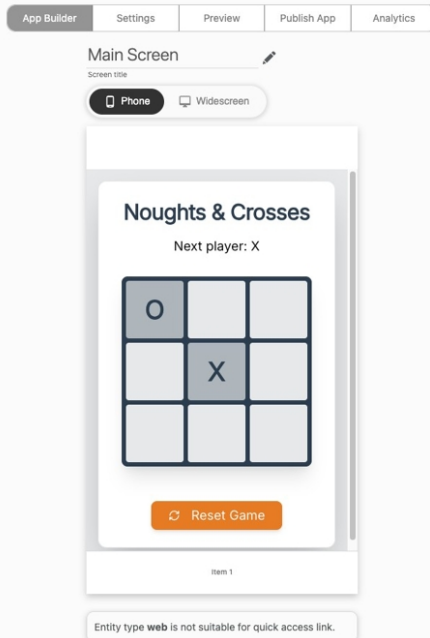 App Builder Settings Preview Publish App Analytics
Main Screen
Screen title
Phone Widescreen
Noughts & Crosses
Next player: X
O
X
Reset Game
Item 1
Entity type web is not suitable for quick access link.